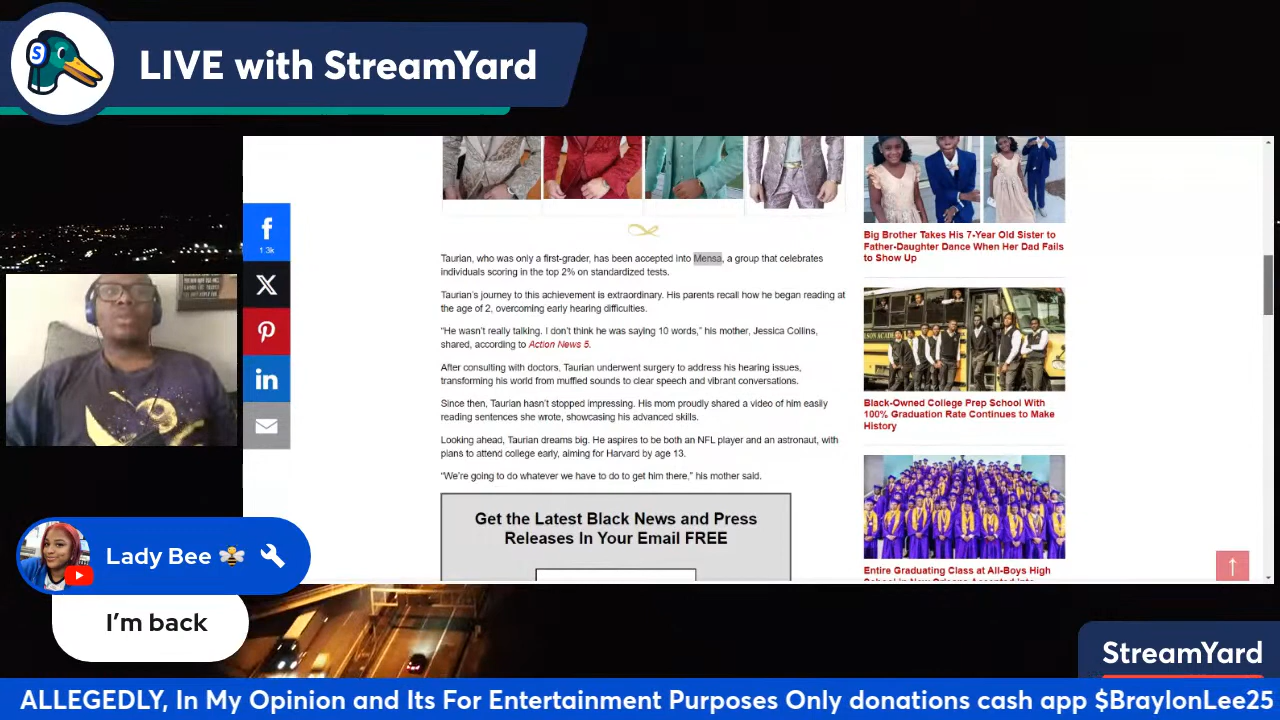 LIVE with StreamYard
1.3k
Taurian, who was only a first-grader, has been accepted into Mensa, a group that celebrates
individuals scoring in the top 2% on standardized tests.
Taurian's journey to this achievement is extraordinary. His parents recall how he began reading at
the age of 2, overcoming early hearing difficulties.
“He wasn't really talking. I don't think he was saying 10 words,” his mother, Jessica Collins,
shared, according to Action News 5.
After consulting with doctors, Taurian underwent surgery to address his hearing issues,
transforming his world from muffled sounds to clear speech and vibrant conversations.
Since then, Taurian hasn't stopped impressing. His mom proudly shared a video of him easily
reading sentences she wrote, showcasing his advanced skills.
Looking ahead, Taurian dreams big. He aspires to be both an NFL player and an astronaut, with
plans to attend college early, aiming for Harvard by age 13.
“We're going to do whatever we have to do to get him there,” his mother said.
Get the Latest Black News and Press
Releases In Your Email FREE
Big Brother Takes His 7-Year Old Sister to
Father-Daughter Dance When Her Dad Fails
to Show Up
Black-Owned College Prep School With
100% Graduation Rate Continues to Make
History
Entire Graduating Class at All-Boys High
School in New Orleans Accepted Into
Lady Bee 🐝
I'm back
StreamYard
ALLEGEDLY, In My Opinion and Its For Entertainment Purposes Only donations cash app $BraylonLee25